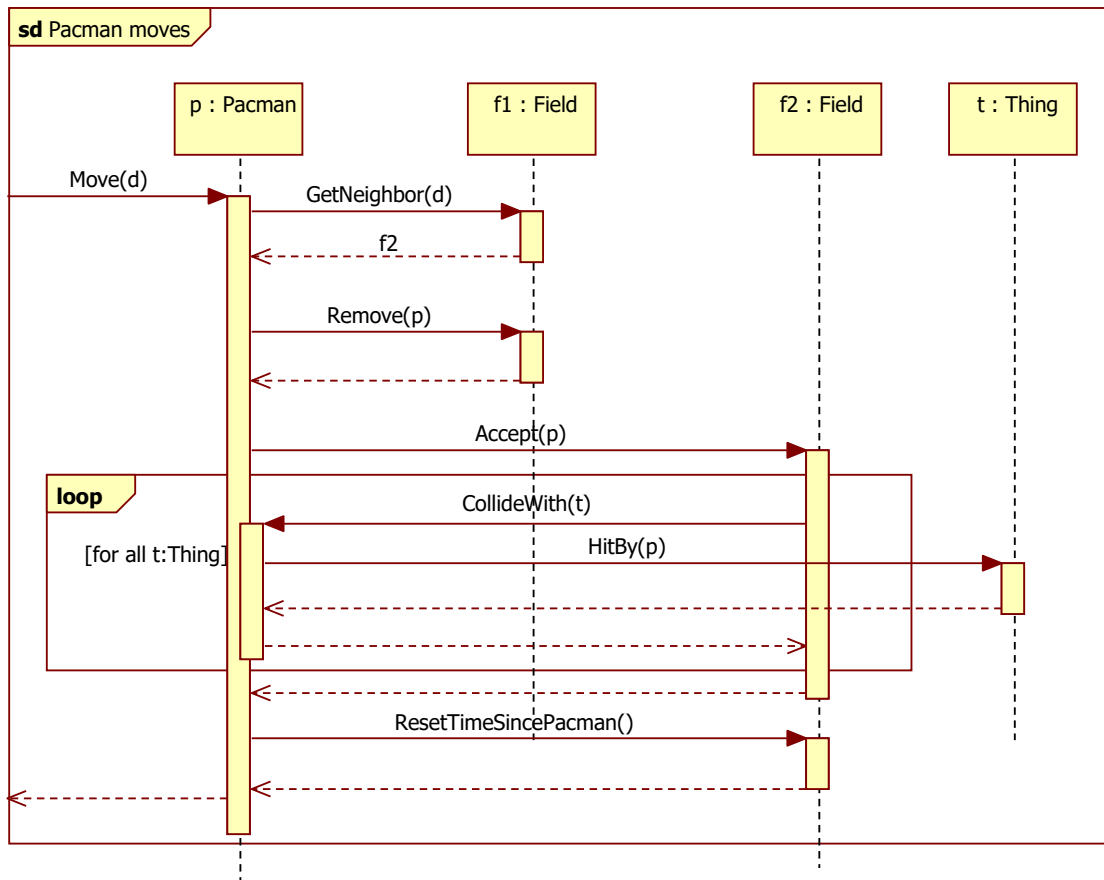 sd Pacman moves
p : Pacman
f1 : Field
f2 : Field
t : Thing
Move(d)
GetNeighbor(d)
f2
Remove(p)
Accept(p)
loop
CollideWith(t)
[for all t:Thing]
HitBy(p)
ResetTimeSincePacman()